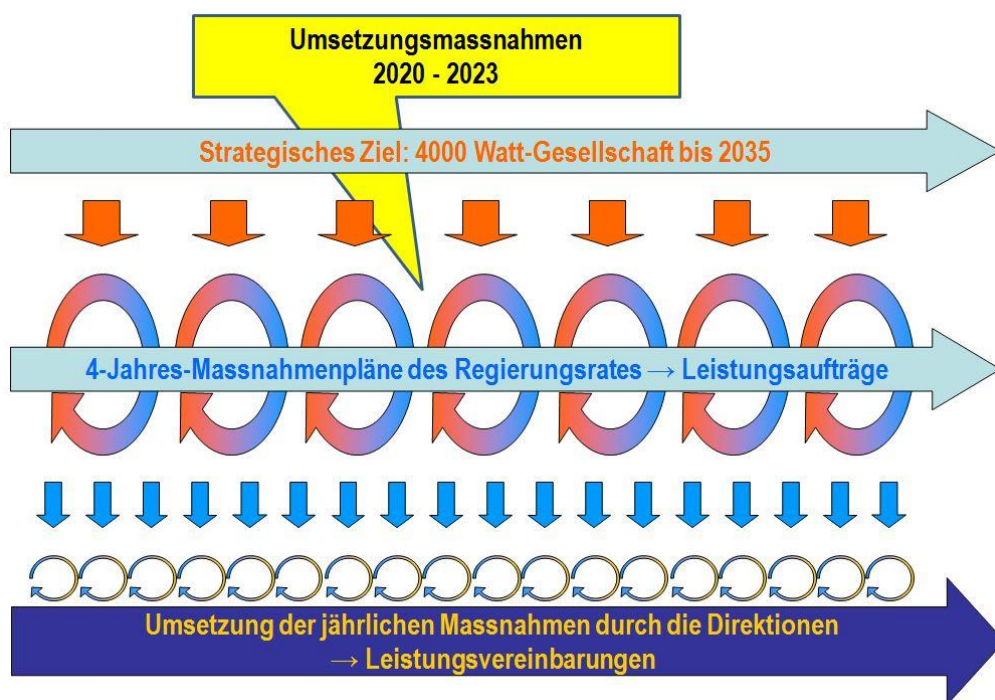 Umsetzungsmassnahmen
2020 - 2023
Strategisches Ziel: 4000 Watt-Gesellschaft bis 2035
4-Jahres-Massnahmenpläne des Regierungsrates → Leistungsaufträge
Umsetzung der jährlichen Massnahmen durch die Direktionen
→ Leistungsvereinbarungen